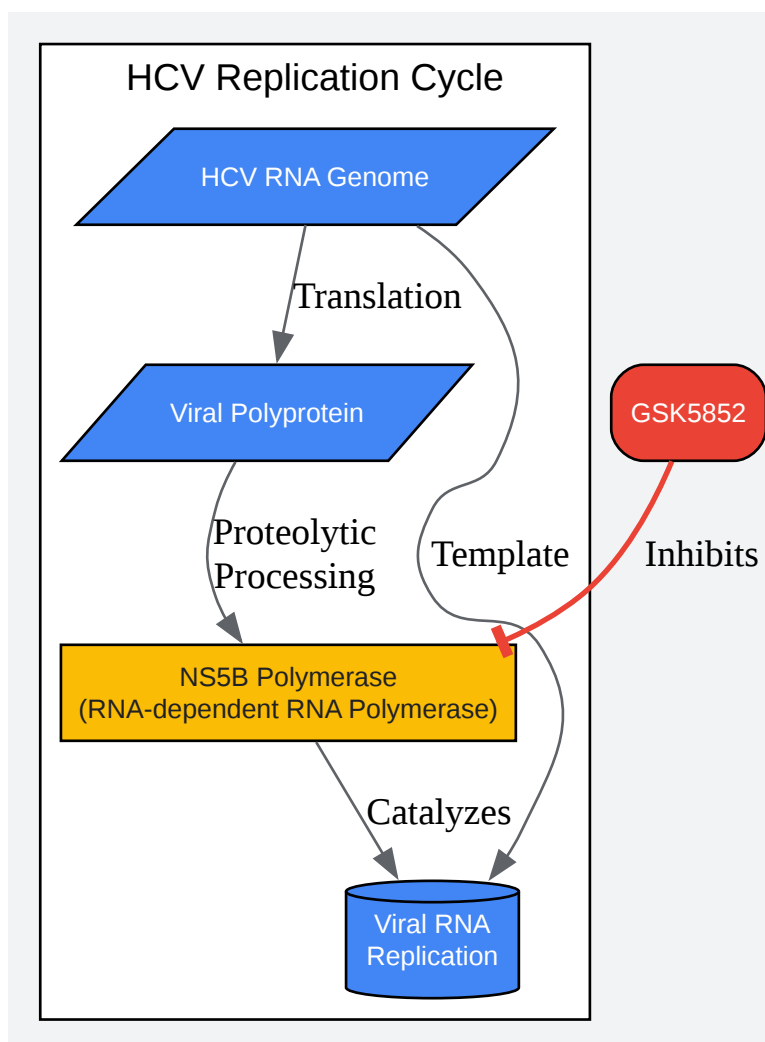 HCV Replication Cycle
HCV RNA Genome
Translation
Viral Polyprotein
GSK5852
Proteolytic
Processing
Template
Inhibits
NS5B Polymerase
(RNA-dependent RNA Polymerase)
Catalyzes
Viral RNA
Replication